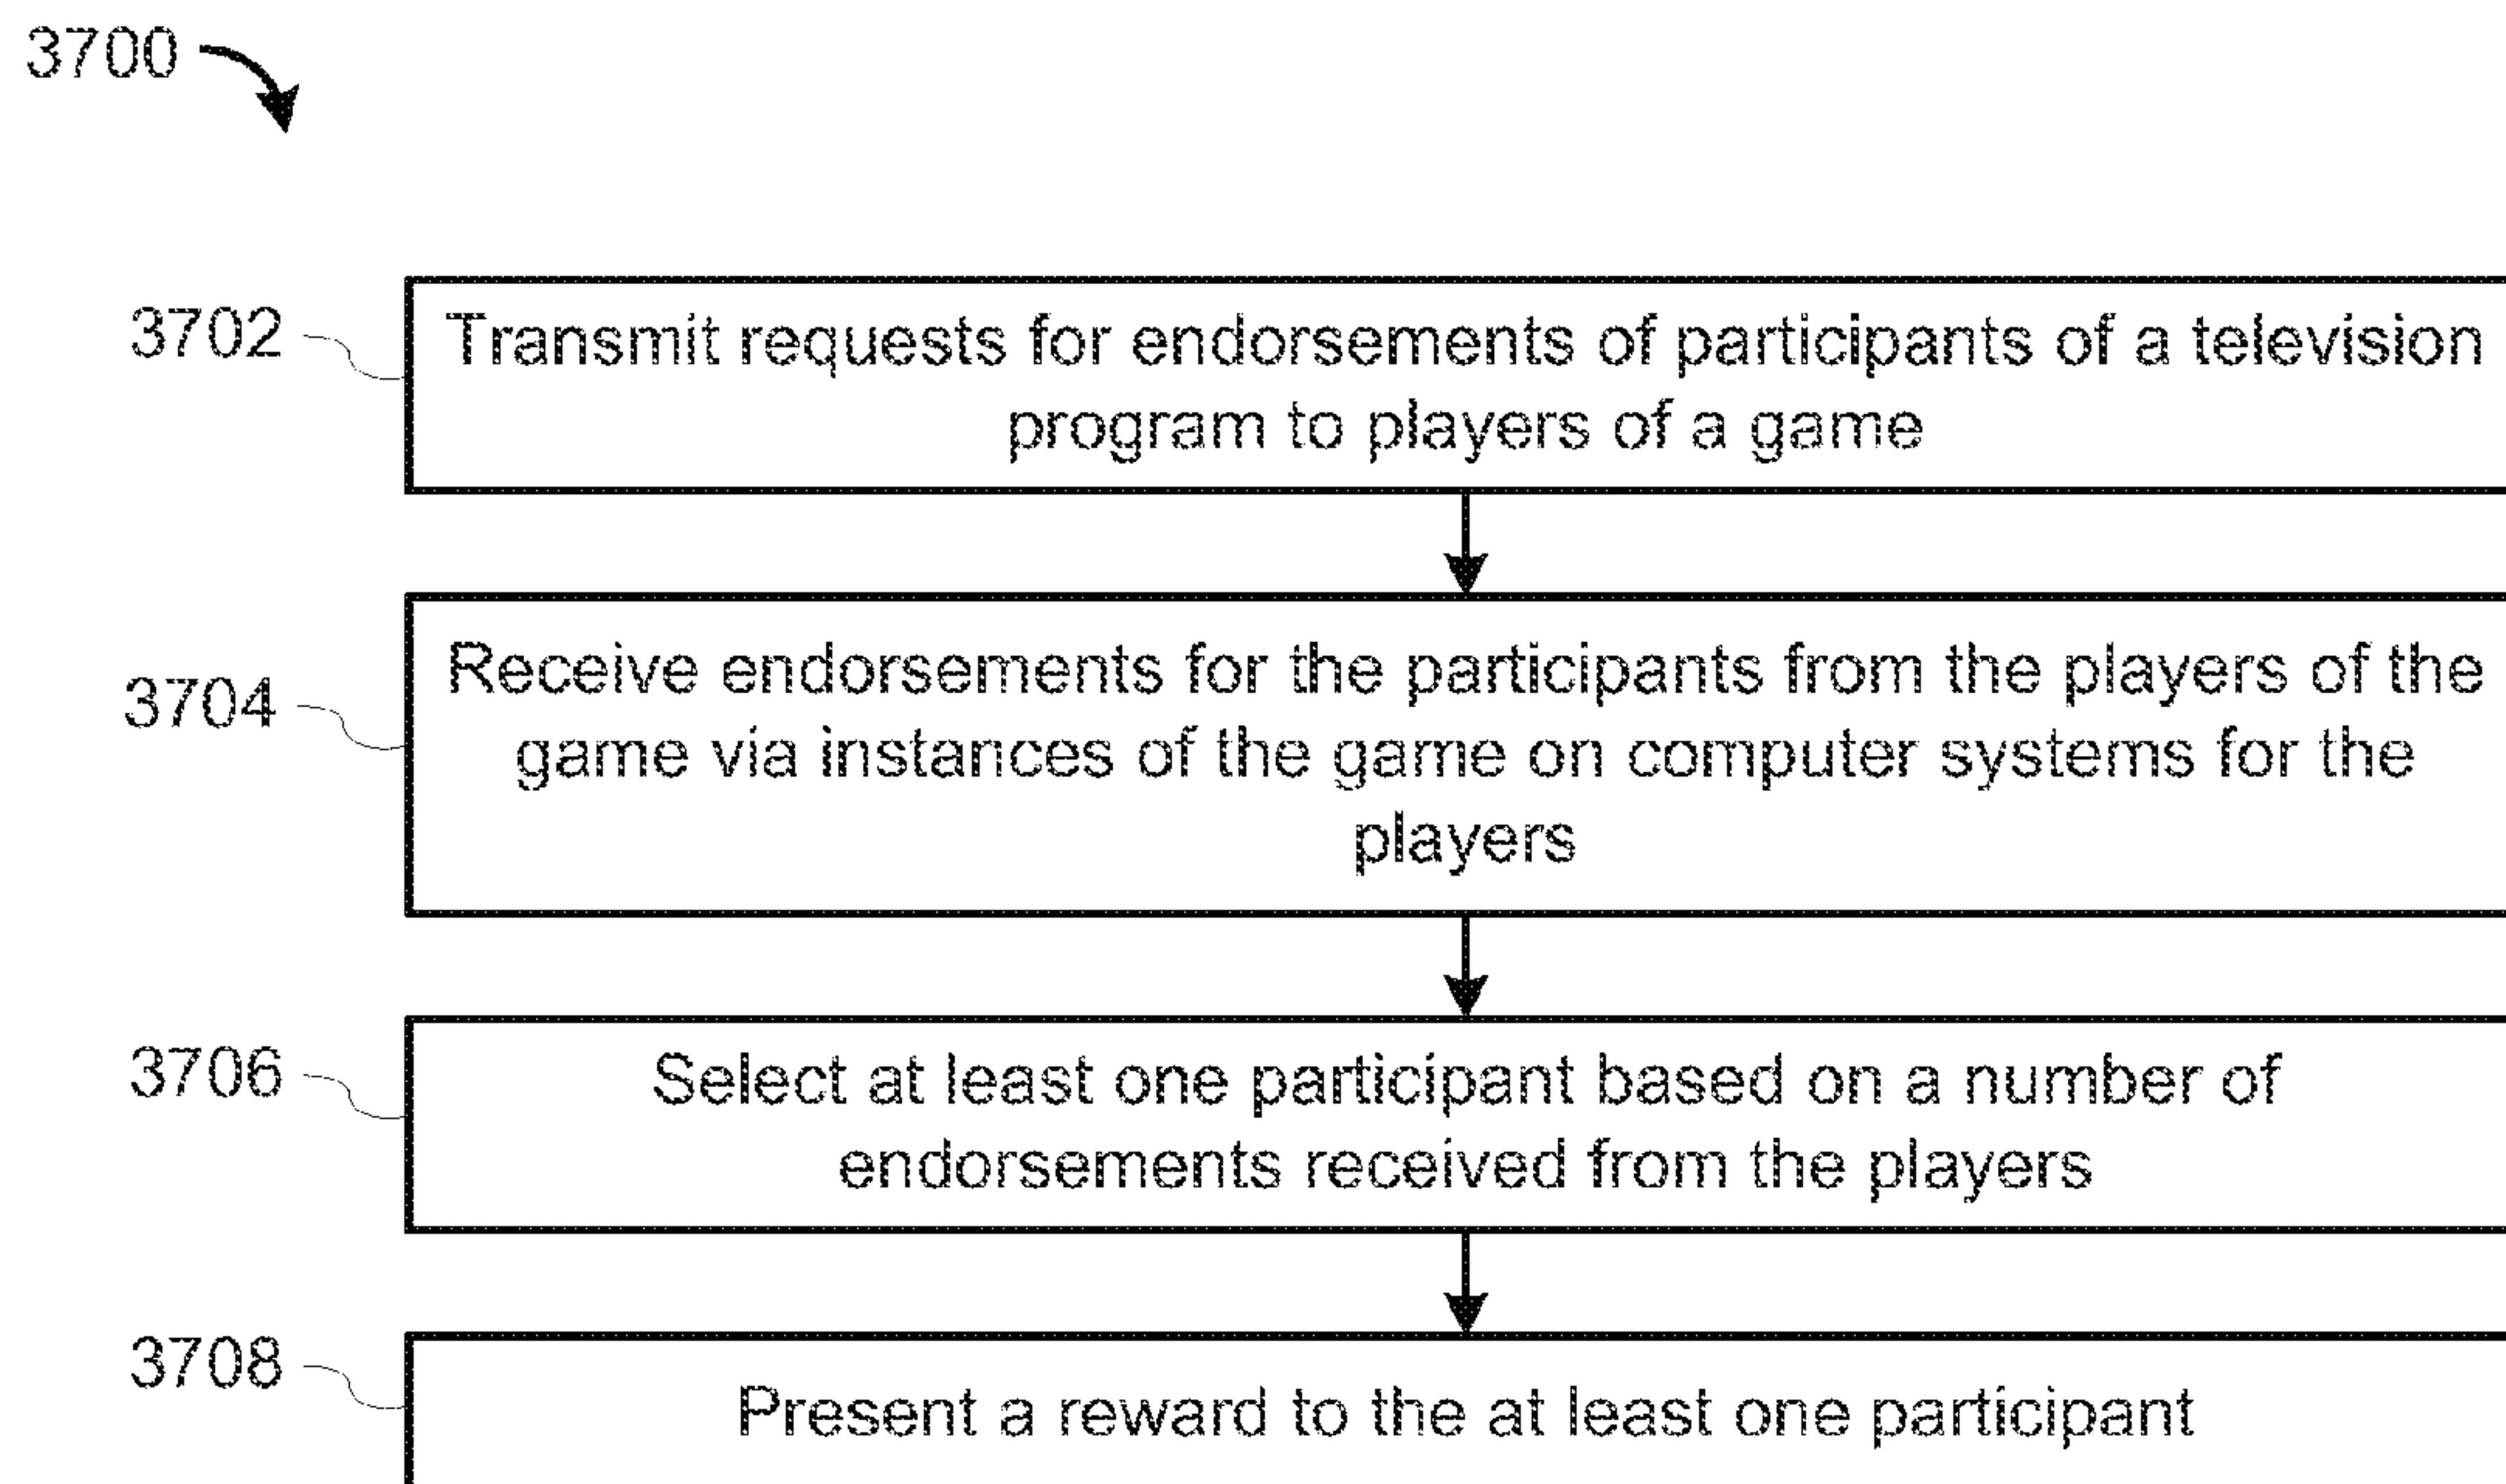 3700
3702
Transmit requests for endorsements of participants of a television
program to players of a game
3704
Receive endorsements for the participants from the players of the
game via instances of the game on computer systems for the
players
3706
Select at least one participant based on a number of
endorsements received from the players
3708
Present a reward to the at least one participant